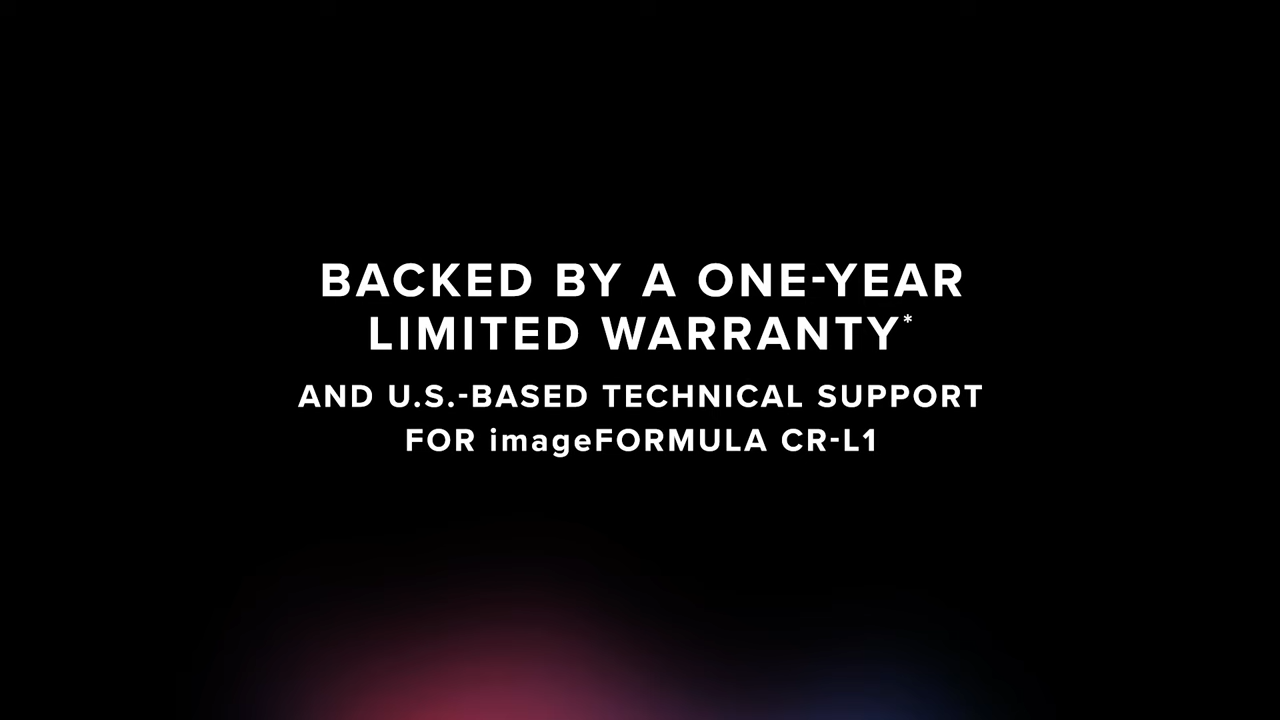 BACKED BY A ONE-YEAR
LIMITED WARRANTY*
AND U.S.-BASED TECHNICAL SUPPORT
FOR imageFORMULA CR-L1